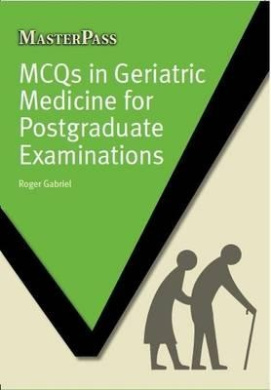 MASTERPASS
MCQs in Geriatric
Medicine for
Postgraduate
Examinations
Roger Gabriel